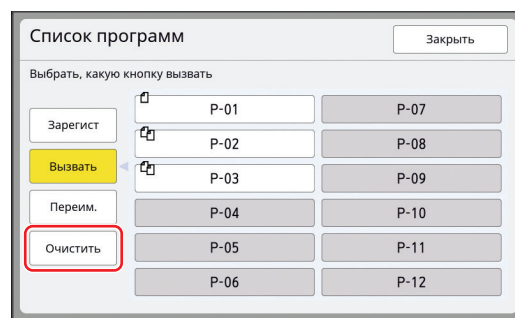 Список программ
Закрыть
Выбрать, какую кнопку вызвать
Зарегист
Вызвать
Переим.
Очистить
P-01
P-02
P-03
P-04
P-05
P-06
P-07
P-08
P-09
P-10
P-11
P-12